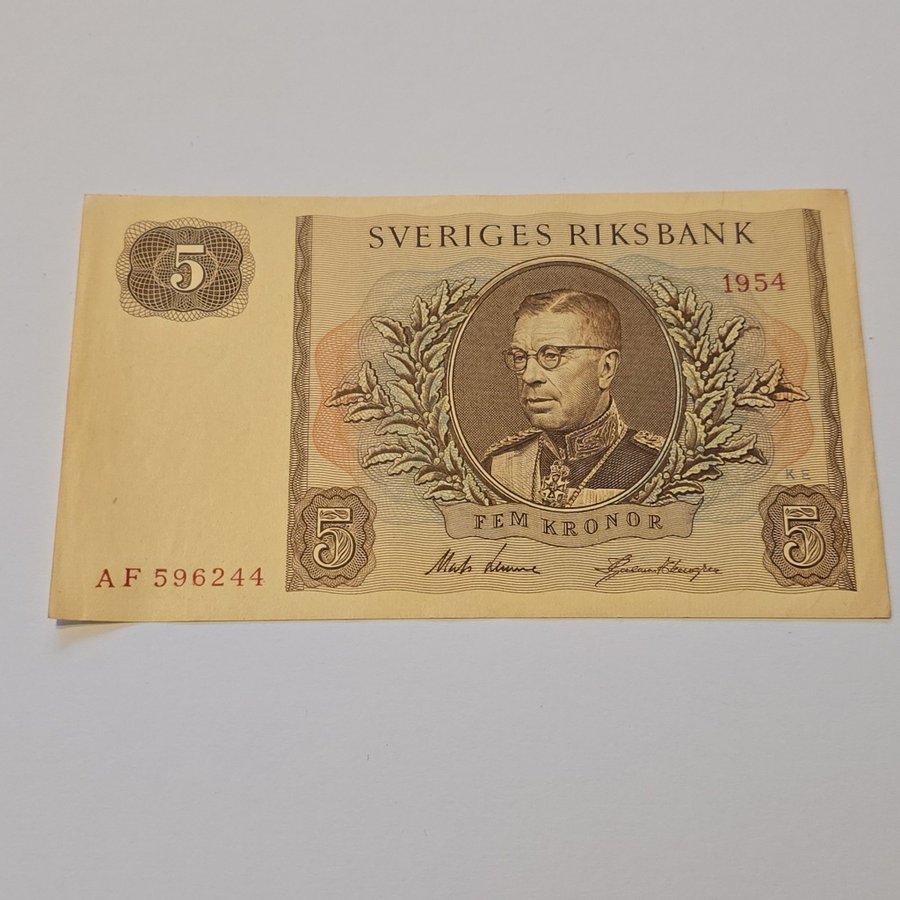 5
SVERIGES RIKSBANK
1954
KE
FEM KRONOR
5
5
AF 596244